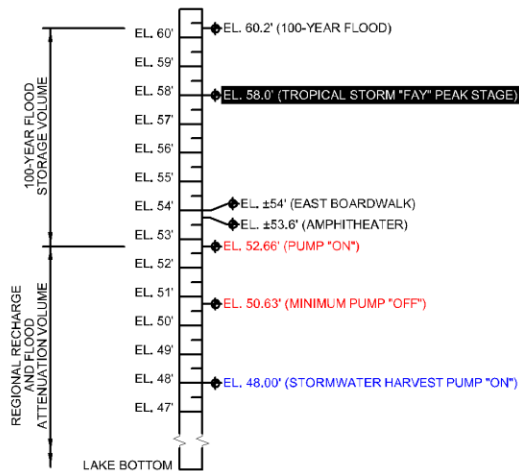 EL. 60'
EL. 60.2' (100-YEAR FLOOD)
EL. 59'
EL. 58'
EL. 58.0' (TROPICAL STORM "FAY" PEAK STAGE)
EL. 57'
EL. 56'
EL. 55'
EL. 54'
EL. ±54' (EAST BOARDWALK)
EL. ±53.6' (AMPHITHEATER)
EL. 53'
EL. 52.66' (PUMP "ON")
EL. 52'
EL. 51'
EL. 50.63' (MINIMUM PUMP "OFF")
EL. 50'
EL. 49'
EL. 48'
EL. 48.00' (STORMWATER HARVEST PUMP "ON")
EL. 47'
LAKE BOTTOM
100-YEAR FLOOD
STORAGE VOLUME
REGIONAL RECHARGE
AND FLOOD
ATTENUATION VOLUME